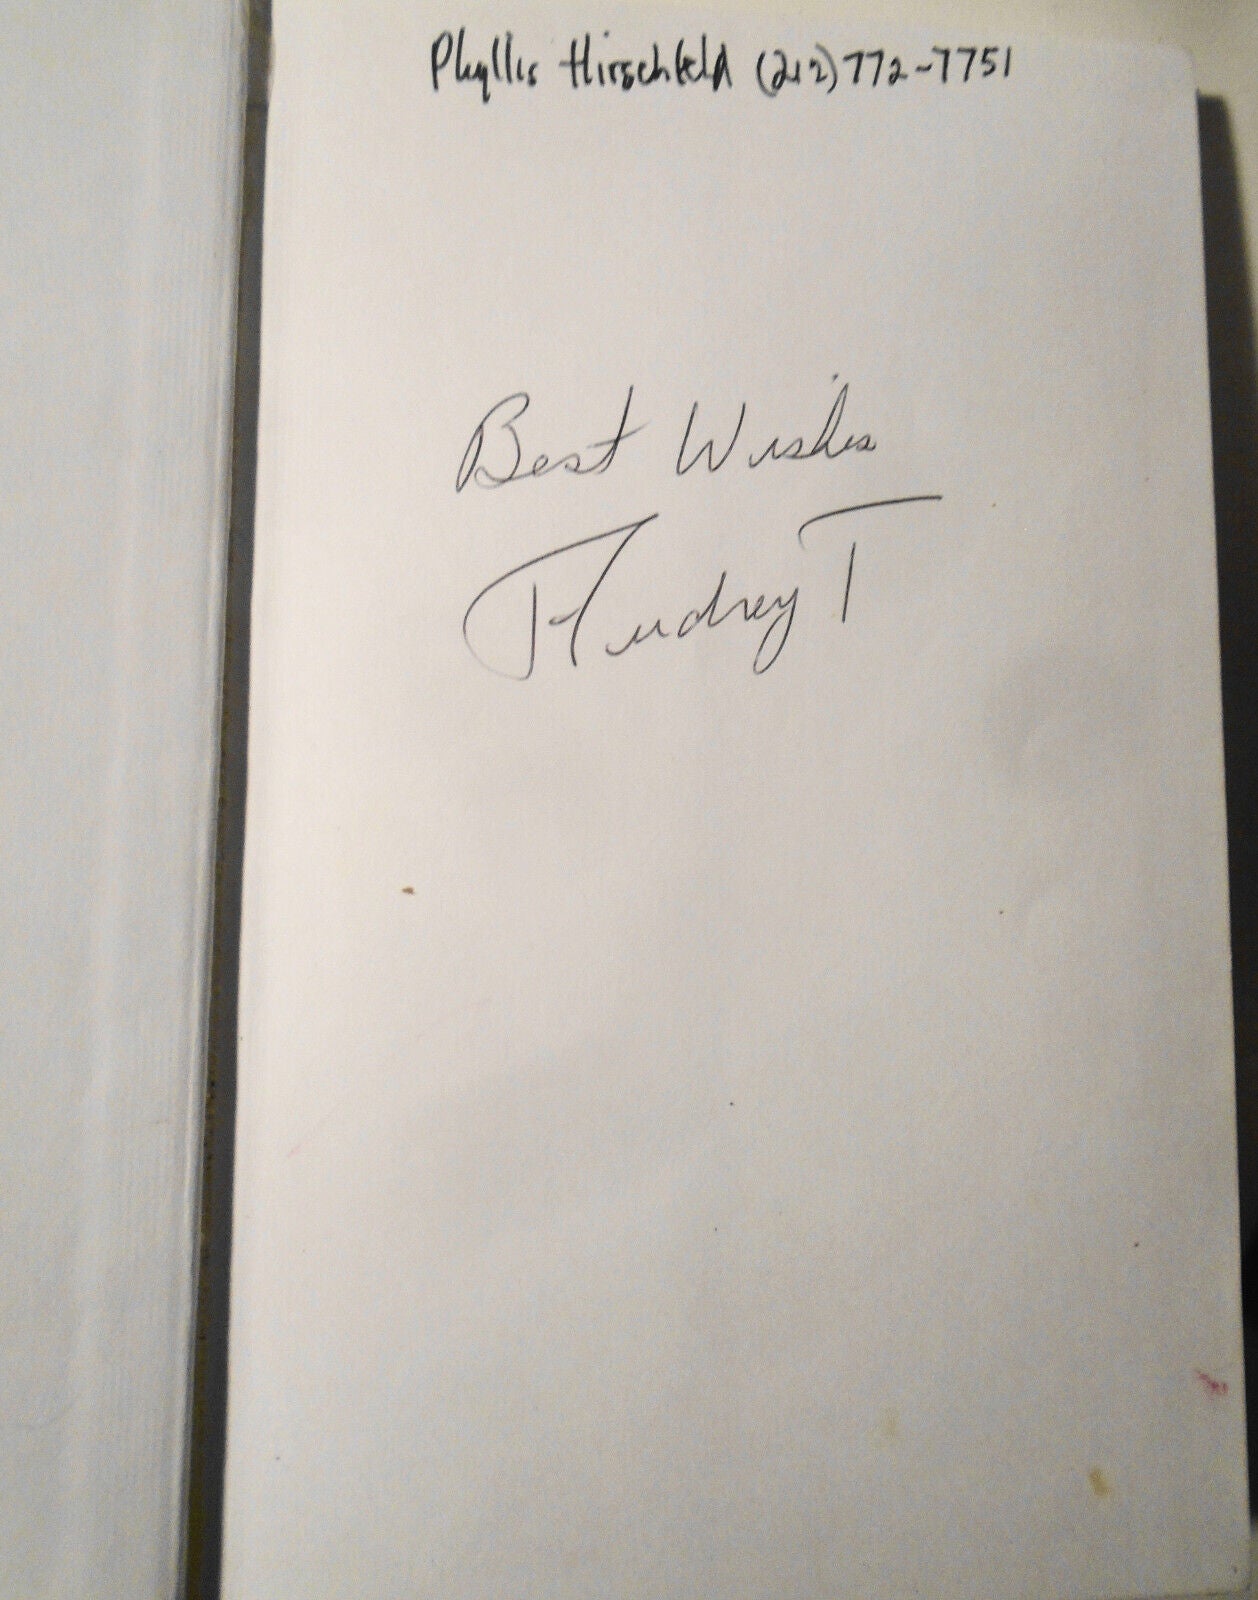 Phyllis Hirschfeld (212) 772-7751
Best Wishes
Audrey T